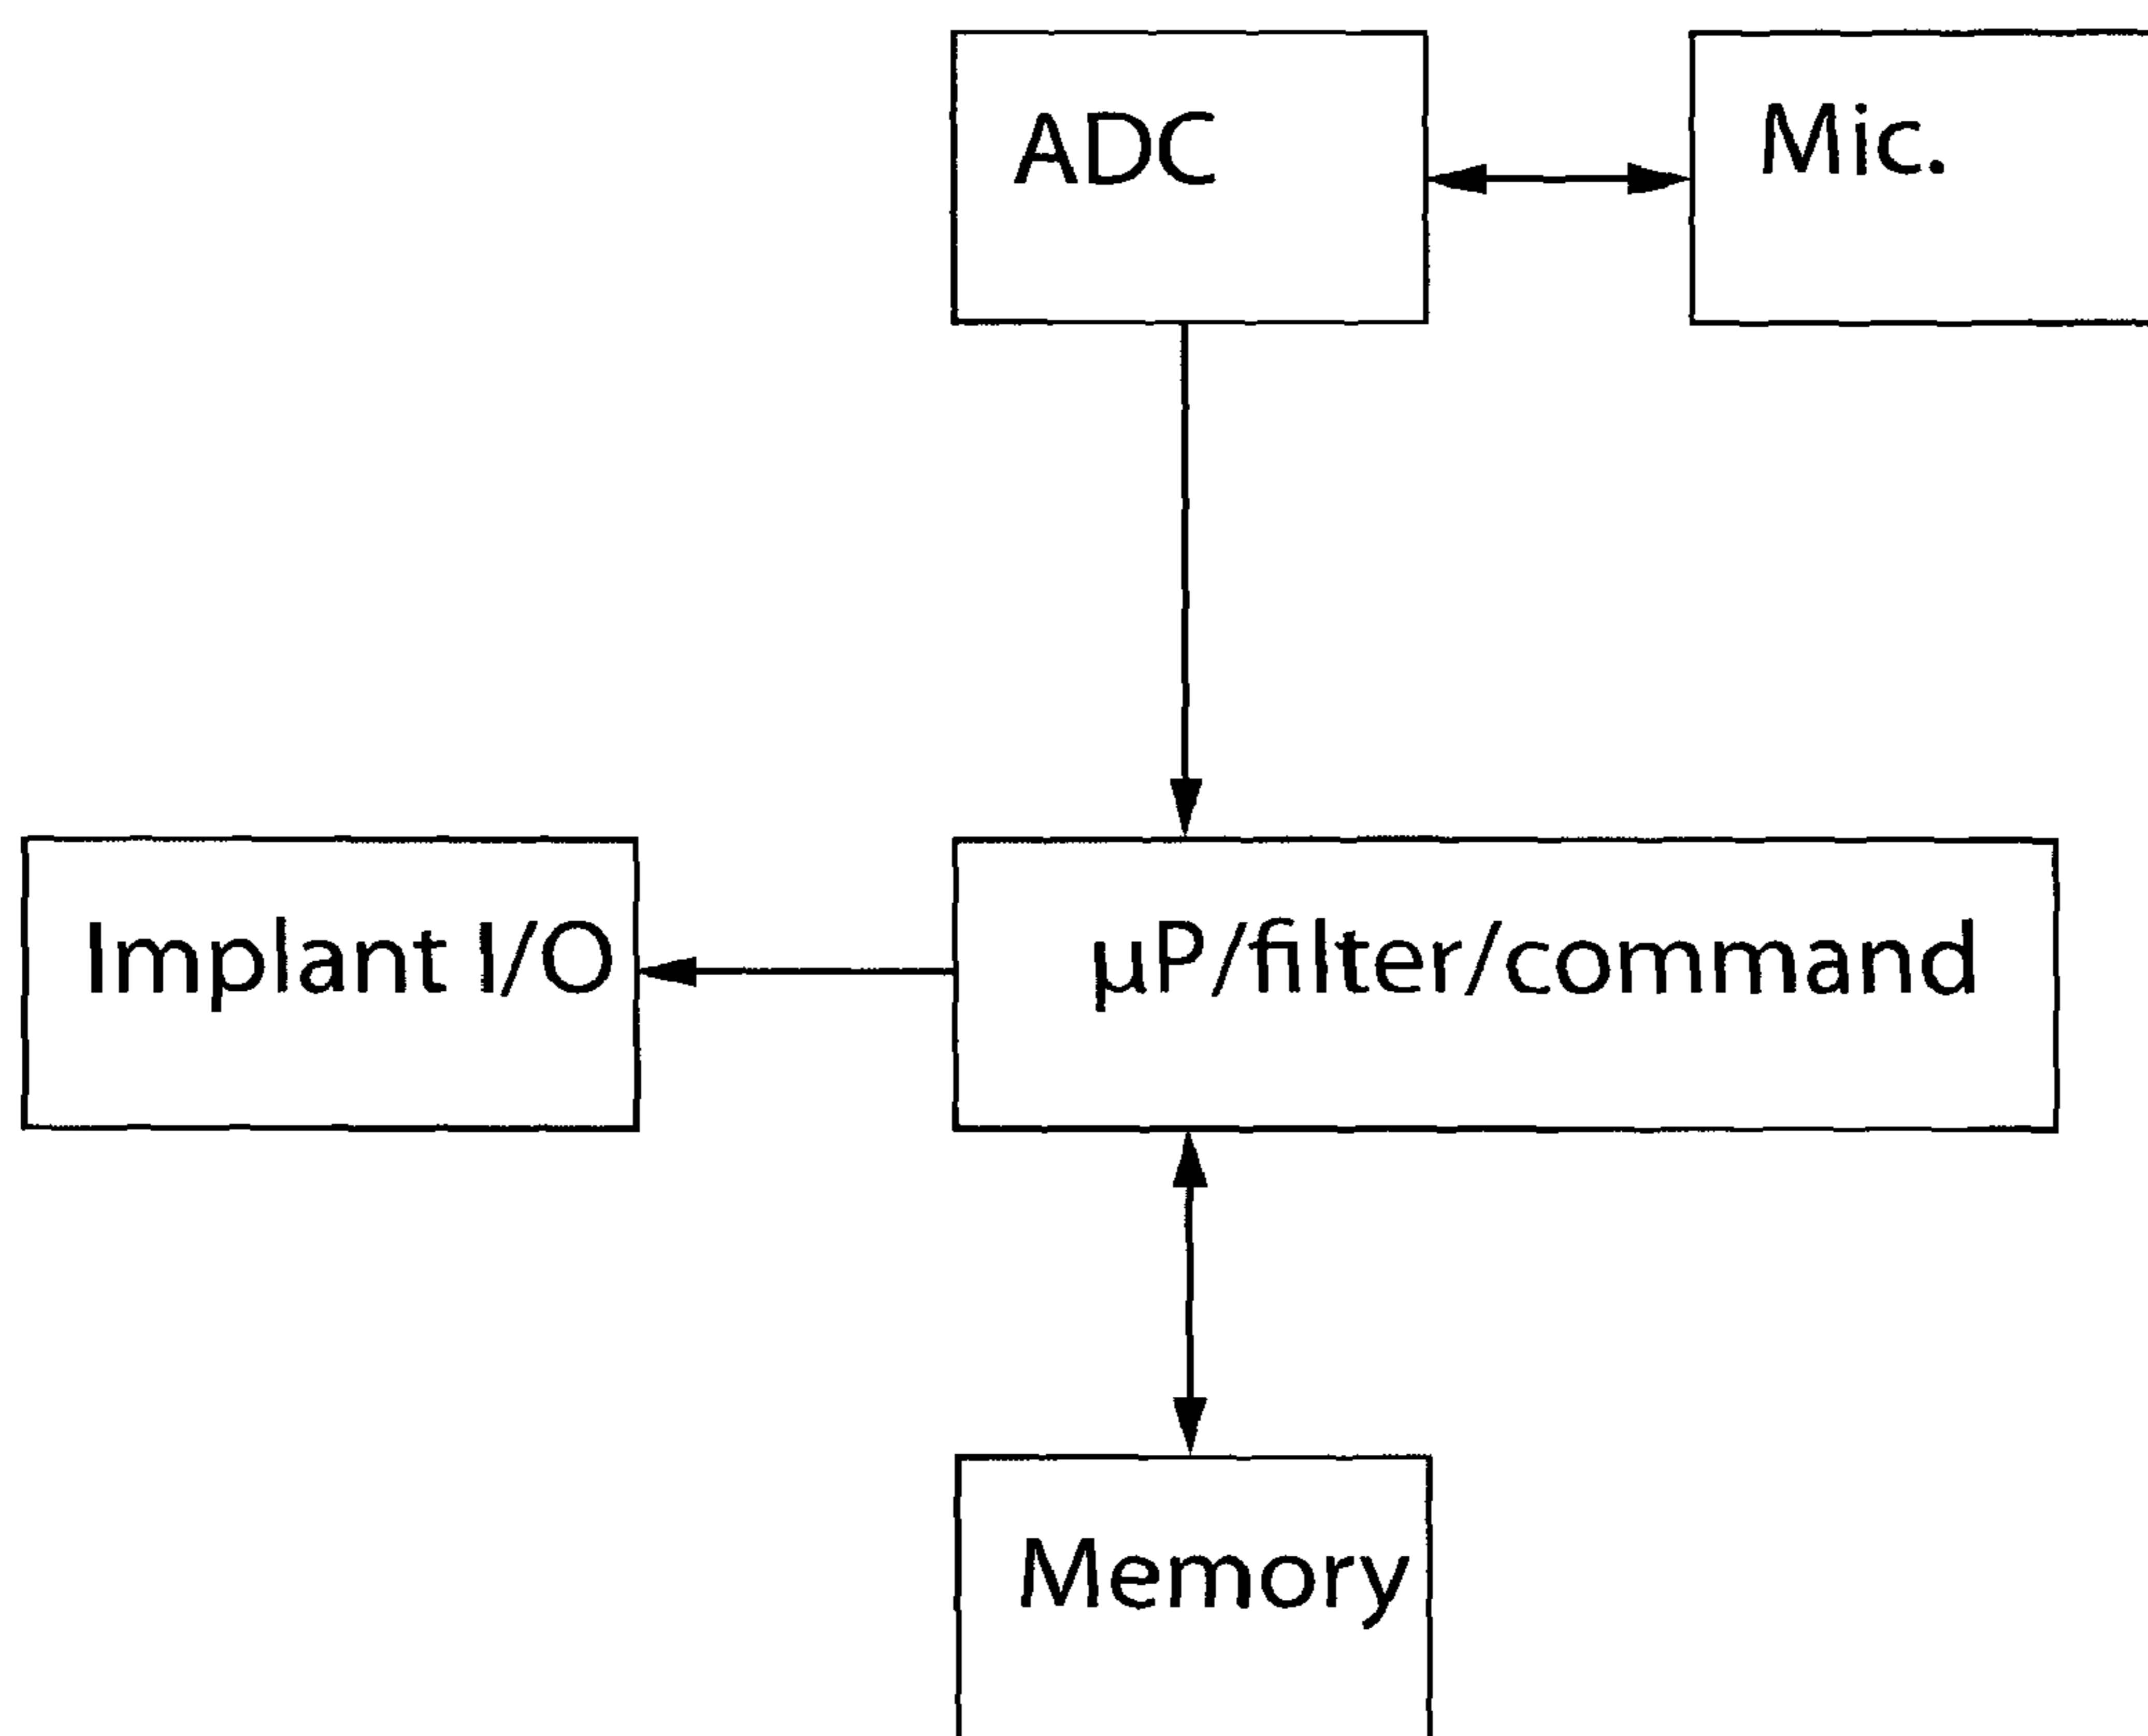 ADC
Mic.
Implant I/O
µP/filter/command
Memory